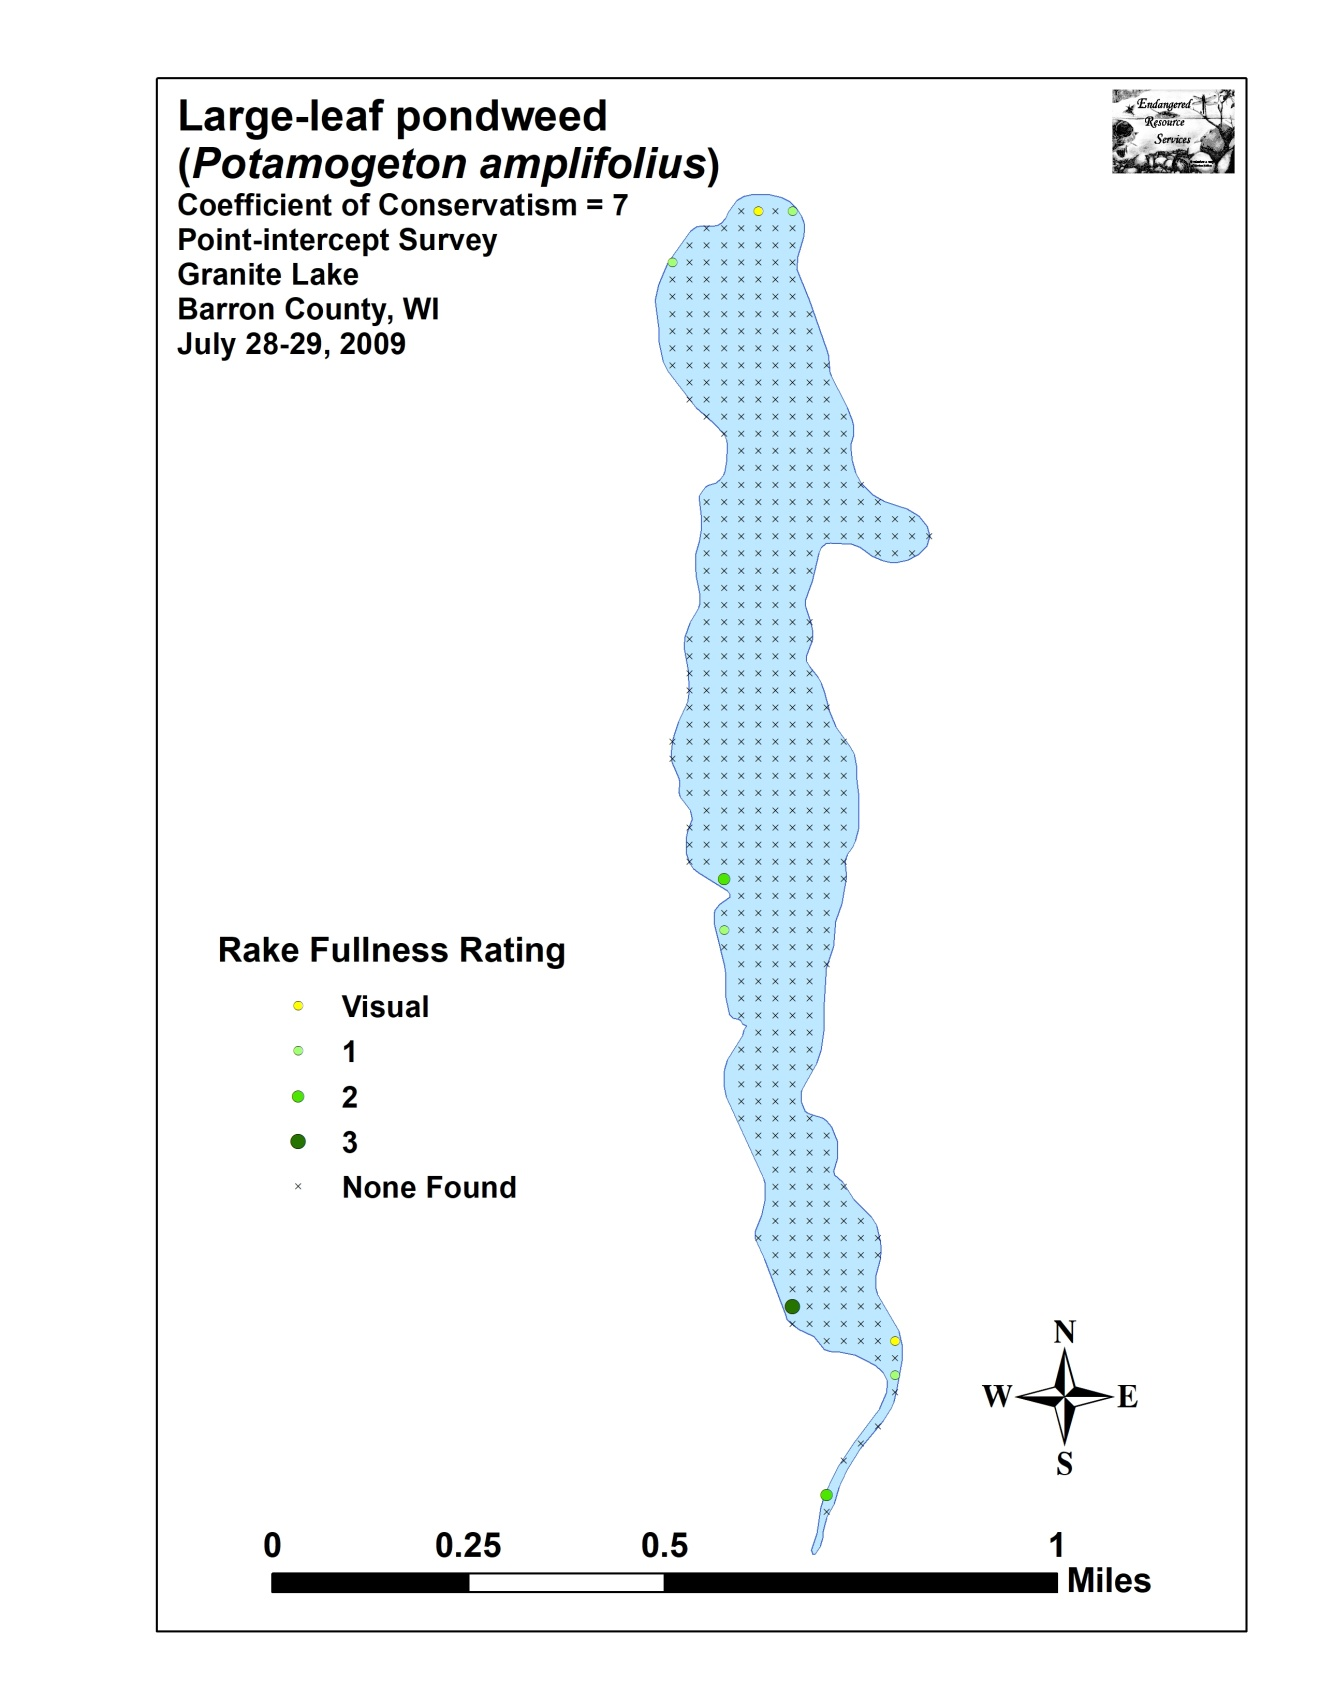 Large-leaf pondweed
(Potamogeton amplifolius)
Coefficient of Conservatism = 7
Point-intercept Survey
Granite Lake
Barron County, WI
July 28-29, 2009
Endangered
Resource
Services
Rake Fullness Rating
Visual
1
2
3
None Found
N
W E
S
0 0.25 0.5 1
Miles